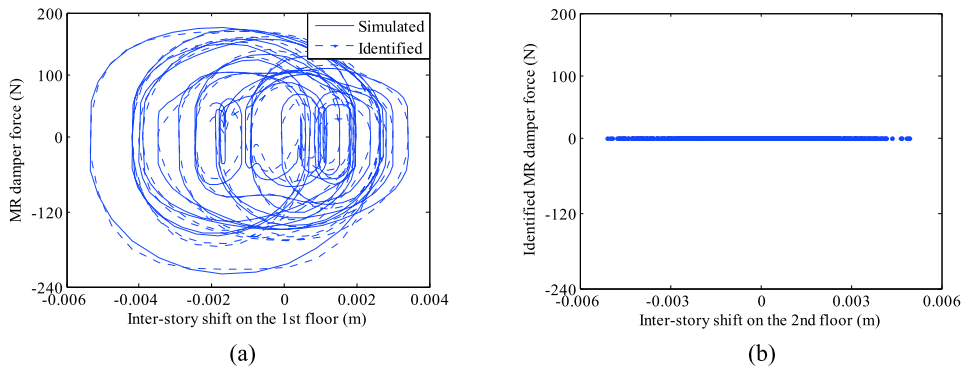 200
100
0
-120
-240
-0.006
-0.004
-0.002
0
0.002
0.004
MR damper force (N)
Inter-story shift on the 1st floor (m)
Simulated
Identified
(a)
200
100
0
-120
-240
-0.006
-0.003
0
0.003
0.006
Identified MR damper force (N)
Inter-story shift on the 2nd floor (m)
(b)